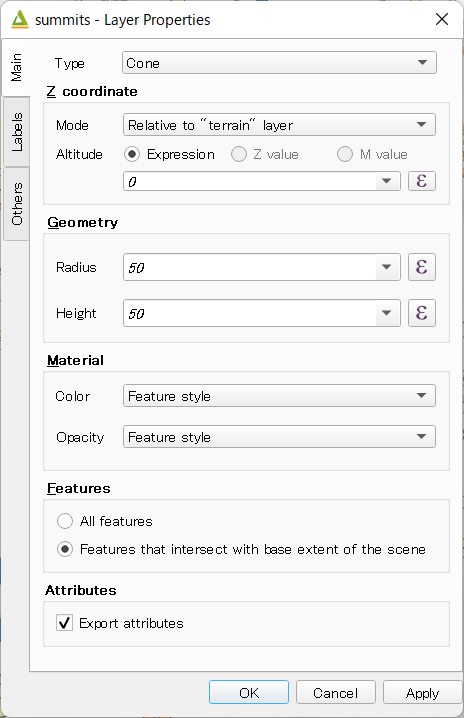 summits - Layer Properties
Main
Labels
Others
Type Cone
Z coordinate
Mode Relative to "terrain" layer
Altitude Expression Z value M value
0 ε
Geometry
Radius 50 ε
Height 50 ε
Material
Color Feature style
Opacity Feature style
Features
All features
Features that intersect with base extent of the scene
Attributes
Export attributes
OK Cancel Apply